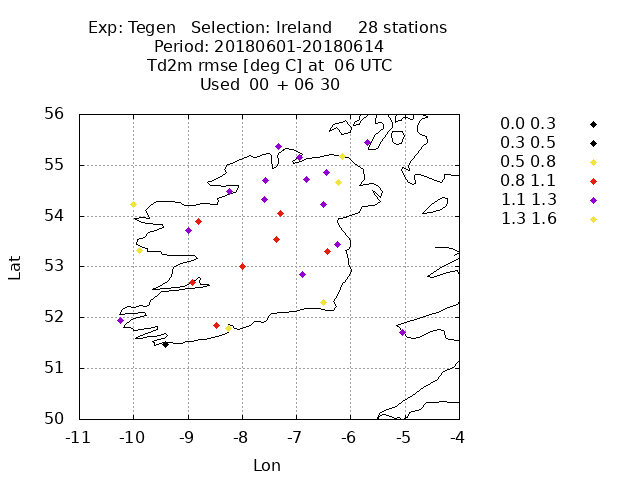 Exp: Tegen Selection: Ireland 28 stations
Period: 20180601-20180614
Td2m rmse [deg C] at 06 UTC
Used 00 + 06 30
56
55
54
53
52
51
50
-11 -10 -9 -8 -7 -6 -5 -4
Lat
Lon
0.0 0.3
0.3 0.5
0.5 0.8
0.8 1.1
1.1 1.3
1.3 1.6